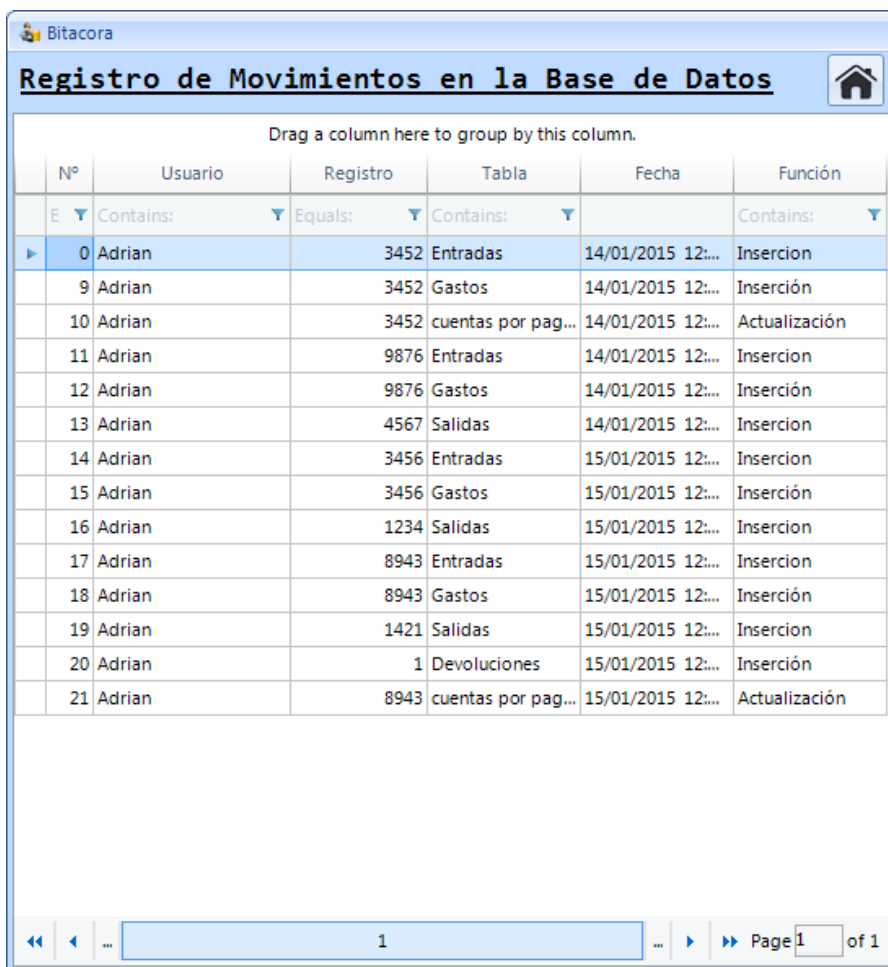 Bitacora
Registro de Movimientos en la Base de Datos
Drag a column here to group by this column.
Nº Usuario Registro Tabla Fecha Función
E Contains: Equals: Contains: Contains:
0 Adrian 3452 Entradas 14/01/2015 12:... Insercion
9 Adrian 3452 Gastos 14/01/2015 12:... Inserción
10 Adrian 3452 cuentas por pag... 14/01/2015 12:... Actualización
11 Adrian 9876 Entradas 14/01/2015 12:... Insercion
12 Adrian 9876 Gastos 14/01/2015 12:... Inserción
13 Adrian 4567 Salidas 14/01/2015 12:... Insercion
14 Adrian 3456 Entradas 15/01/2015 12:... Insercion
15 Adrian 3456 Gastos 15/01/2015 12:... Inserción
16 Adrian 1234 Salidas 15/01/2015 12:... Insercion
17 Adrian 8943 Entradas 15/01/2015 12:... Insercion
18 Adrian 8943 Gastos 15/01/2015 12:... Inserción
19 Adrian 1421 Salidas 15/01/2015 12:... Insercion
20 Adrian 1 Devoluciones 15/01/2015 12:... Inserción
21 Adrian 8943 cuentas por pag... 15/01/2015 12:... Actualización
... 1 ... Page 1 of 1